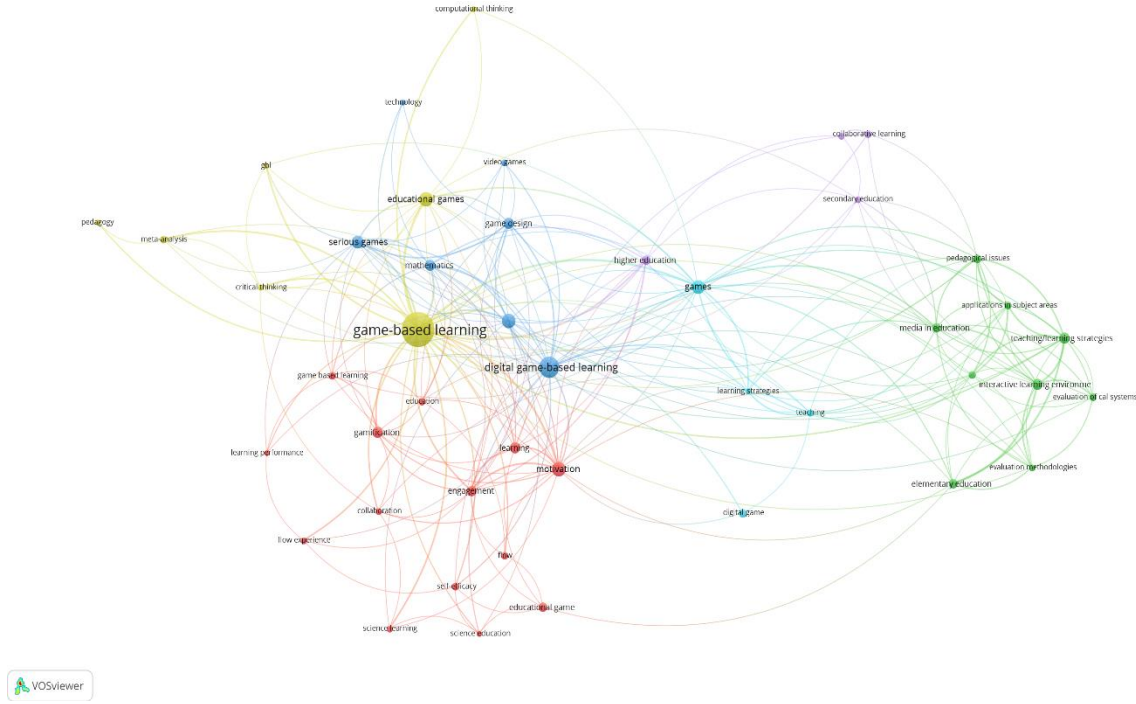 computational thinking
technology
collaborative learning
video games
gbl
educational games
secondary education
pedagogy
game design
meta-analysis
serious games
higher education
pedagogical issues
mathematics
critical thinking
games
applications in subject areas
game-based learning
media in education
teaching/learning strategies
digital game-based learning
game based learning
interactive learning environme
learning strategies
evaluation of cal systems
education
teaching
gamification
learning
learning performance
motivation
evaluation methodologies
engagement
elementary education
collaboration
digital game
flow experience
flow
self-efficacy
educational game
science learning
science education
VOSviewer